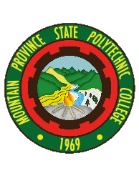 MOUNTAIN PROVINCE STATE POLYTECHNIC COLLEGE
1969